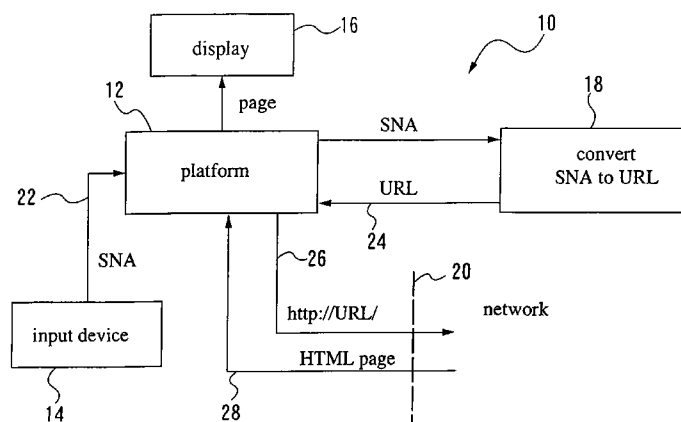 16
10
display
12
page
18
SNA
platform
convert
SNA to URL
22
URL
24
26
20
SNA
http://URL/
network
input device
HTML page
14
28